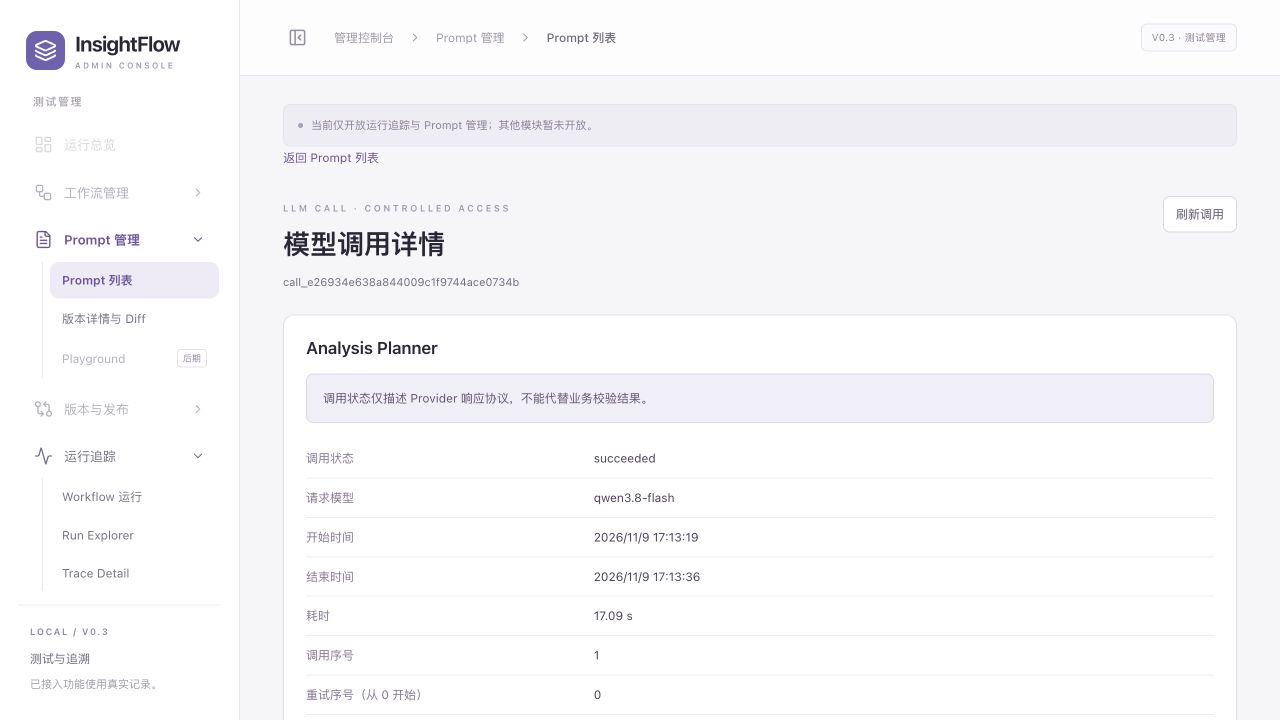 InsightFlow
ADMIN CONSOLE
测试管理
运行总览
工作流管理
Prompt 管理
Prompt 列表
版本详情与 Diff
Playground 后期
版本与发布
运行追踪
Workflow 运行
Run Explorer
Trace Detail
LOCAL / V0.3
测试与追溯
已接入功能使用真实记录。
管理控制台 > Prompt 管理 > Prompt 列表
V0.3 · 测试管理
当前仅开放运行追踪与 Prompt 管理；其他模块暂未开放。
返回 Prompt 列表
LLM CALL · CONTROLLED ACCESS
模型调用详情
刷新调用
call_e26934e638a844009c1f9744ace0734b
Analysis Planner
调用状态仅描述 Provider 响应协议，不能代替业务校验结果。
调用状态 succeeded
请求模型 qwen3.8-flash
开始时间 2026/11/9 17:13:19
结束时间 2026/11/9 17:13:36
耗时 17.09 s
调用序号 1
重试序号（从 0 开始） 0